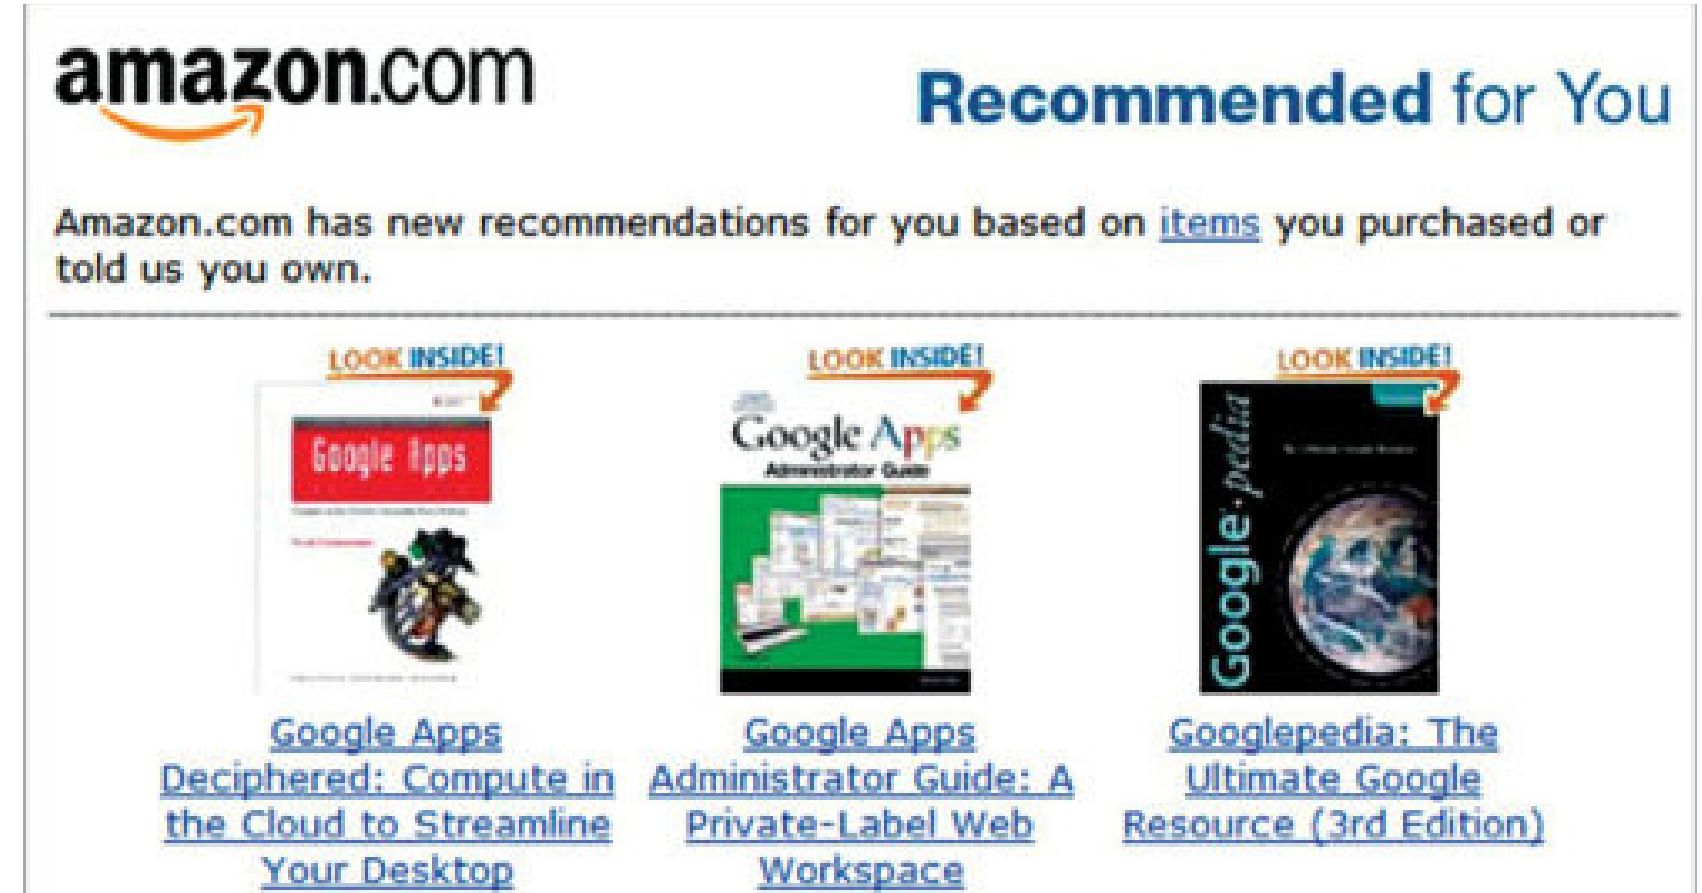 amazon.com
Recommended for You
Amazon.com has new recommendations for you based on items you purchased or
told us you own.
LOOK INSIDE!
LOOK INSIDE!
LOOK INSIDE!
Google Apps
Google Apps
Administrator Guide
Google·pedia
Google Apps
Deciphered: Compute in
the Cloud to Streamline
Your Desktop
Google Apps
Administrator Guide: A
Private-Label Web
Workspace
Googlepedia: The
Ultimate Google
Resource (3rd Edition)